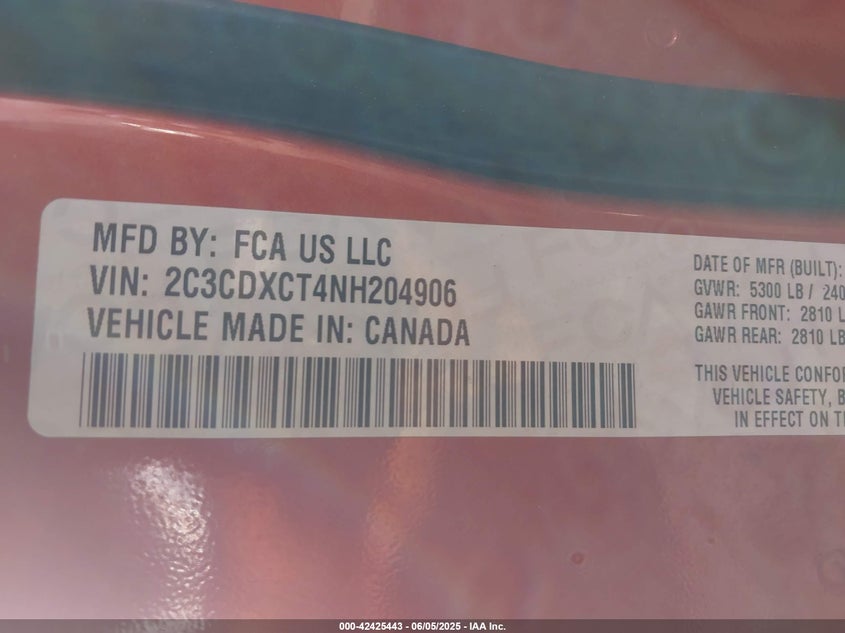 MFD BY: FCA US LLC
VIN: 2C3CDXCT4NH204906
VEHICLE MADE IN: CANADA
DATE OF MFR (BUILT):
GVWR: 5300 LB / 240
GAWR FRONT: 2810 L
GAWR REAR: 2810 LB
THIS VEHICLE CONFO
VEHICLE SAFETY, B
IN EFFECT ON T
000-42425443 - 06/05/2025 - IAA Inc.